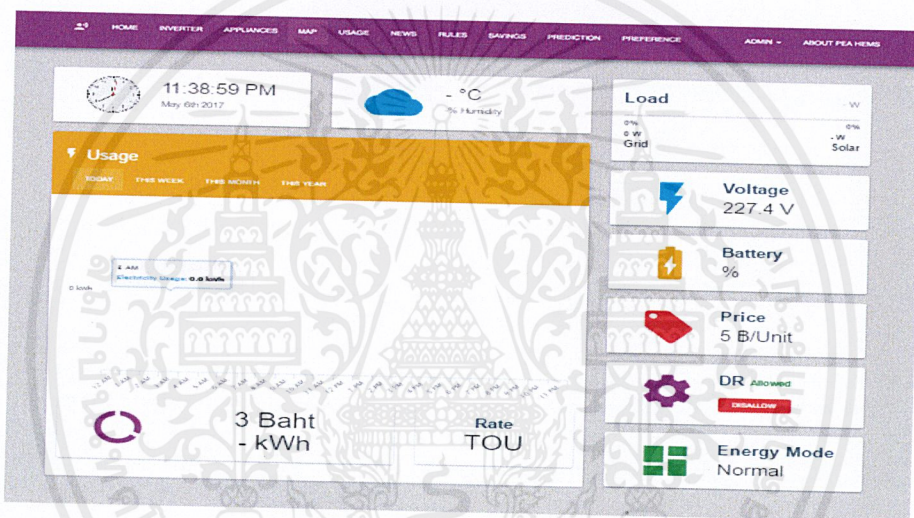 HOME INVERTER APPLIANCES MAP USAGE NEWS RULES SAVINGS PREDICTION PREFERENCE ADMIN ABOUT PEA HEMS
11:38:59 PM
May 6th 2017
- °C
% Humidity
Load
- W
0% 0%
0 W - W
Grid Solar
Usage
TODAY THIS WEEK THIS MONTH THIS YEAR
AM
Electricity Usage: 0.0 kWh
0 kWh
3 Baht
- kWh
Rate
TOU
Voltage
227.4 V
Battery
%
Price
5 ฿/Unit
DR Allowed
DISALLOW
Energy Mode
Normal